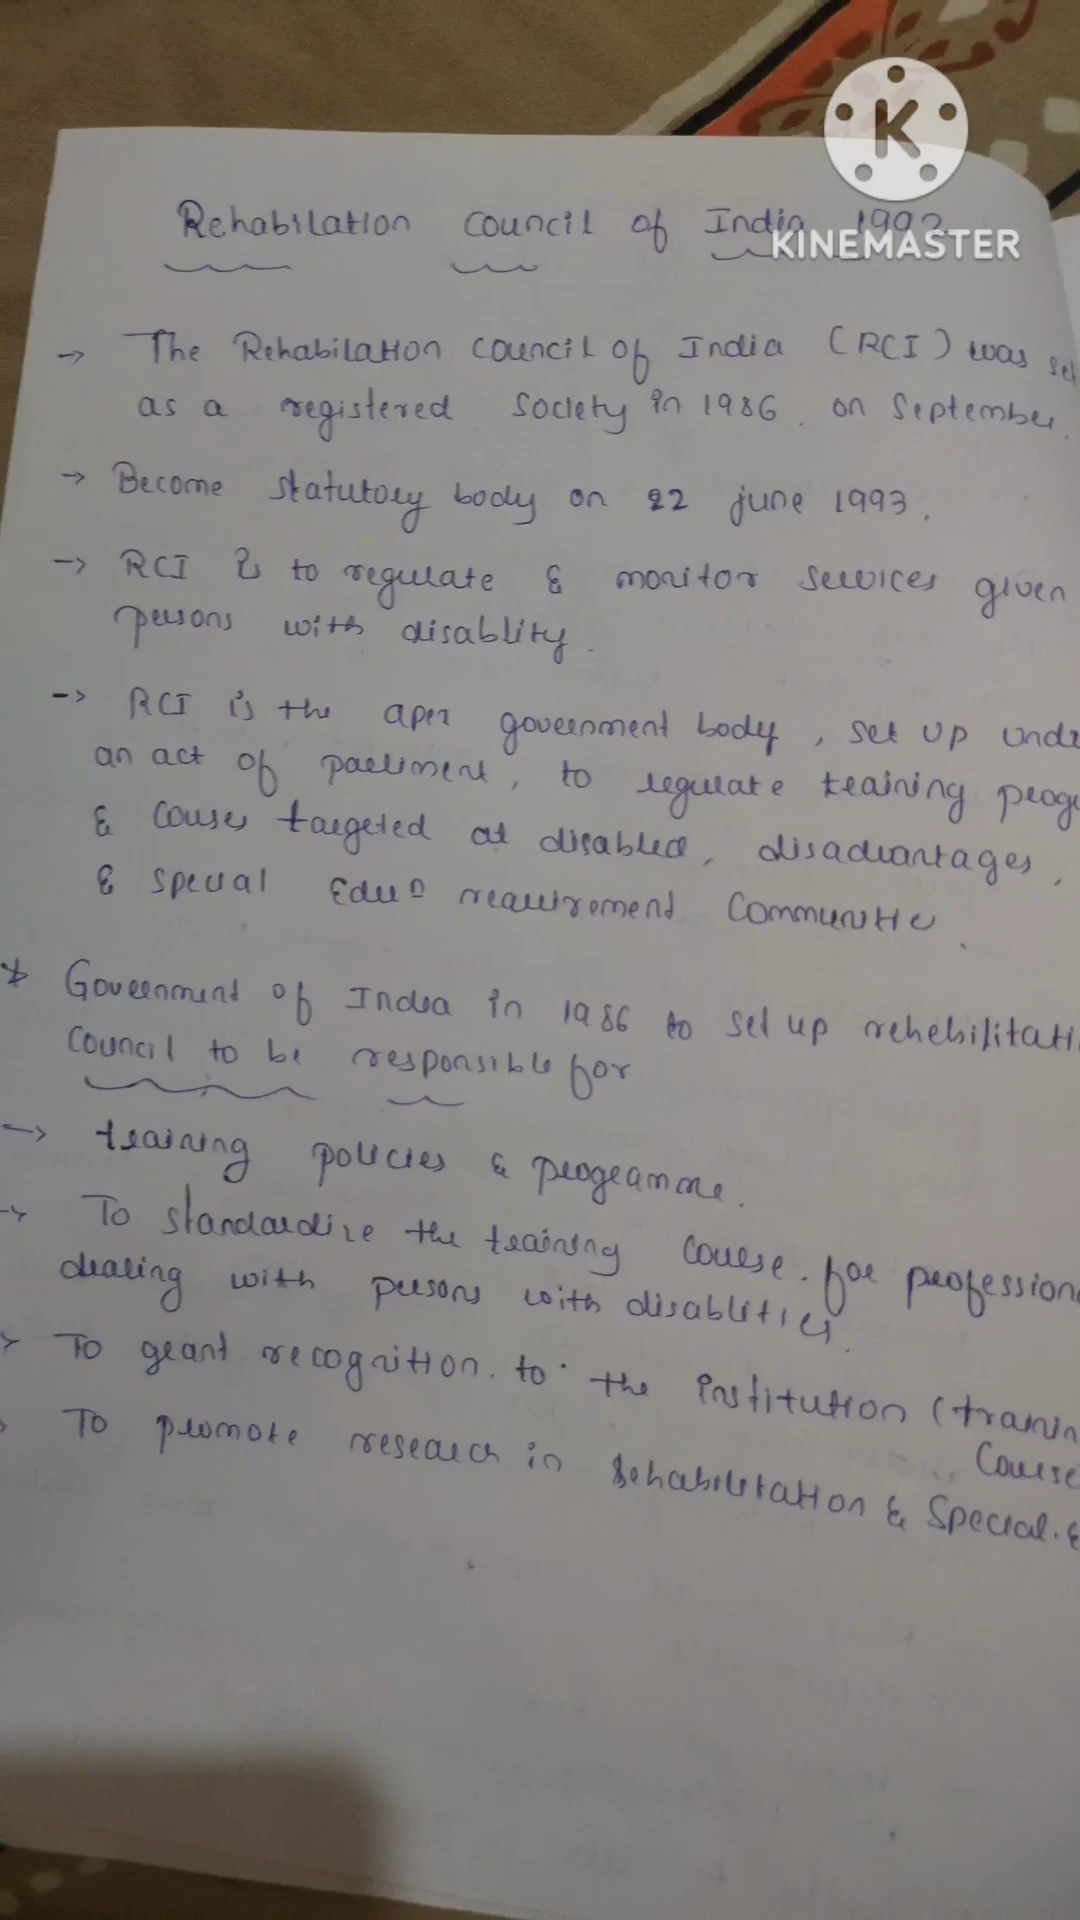 K
KINEMASTER
Rehabilation council of India 1992
→ The Rehabilation council of India (RCI) was set
as a registered society in 1986. on September.
→ Become statutory body on 22 june 1993.
→ RCI is to regulate & monitor services given
persons with disablity.
→ RCI is the apex government body, set up unde
an act of parliment, to regulate training progr
& couses targeted at disabled, disadvantages,
& special Edun requirement communitie.
* Government of India in 1986 to set up rehebilitati
council to be responsible for
→ training policies & programme.
→ To standardize the training course. for profession
dealing with persons with disablities.
→ To grant recognition. to the institution (trainin
course
To promote research in rehabilitation & special.